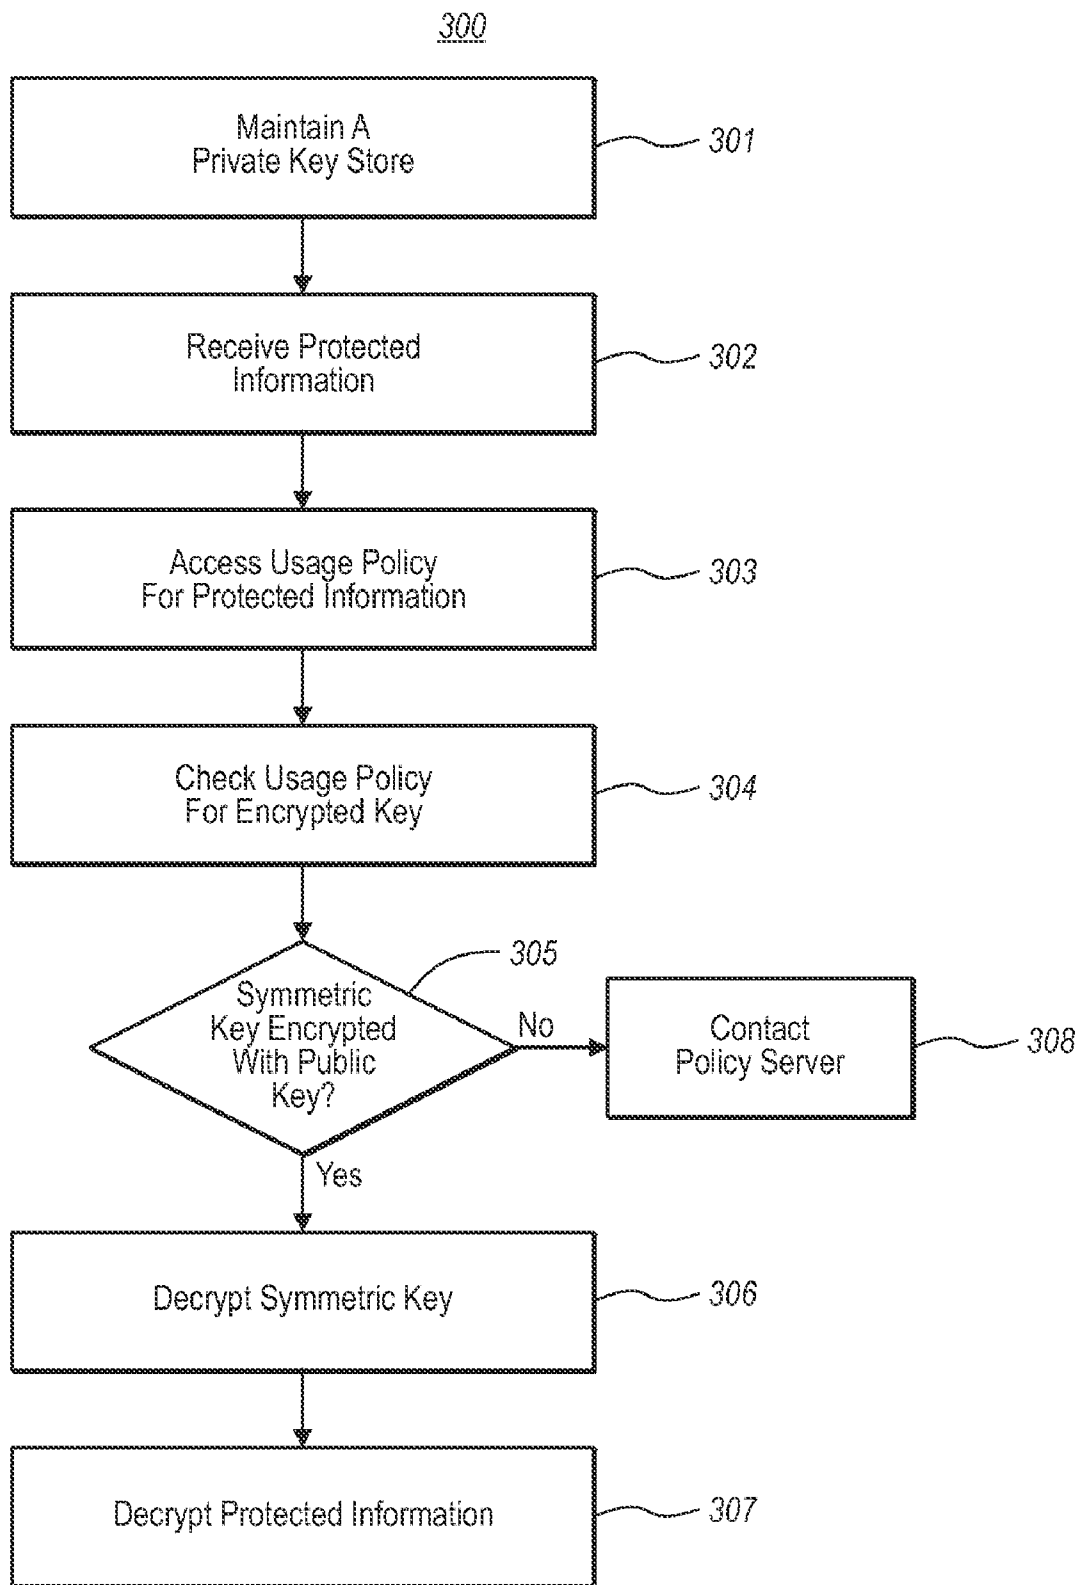 300
Maintain A
Private Key Store
301
Receive Protected
Information
302
Access Usage Policy
For Protected Information
303
Check Usage Policy
For Encrypted Key
304
305
Symmetric
Key Encrypted
With Public
Key?
No
Contact
Policy Server
308
Yes
Decrypt Symmetric Key
306
Decrypt Protected Information
307